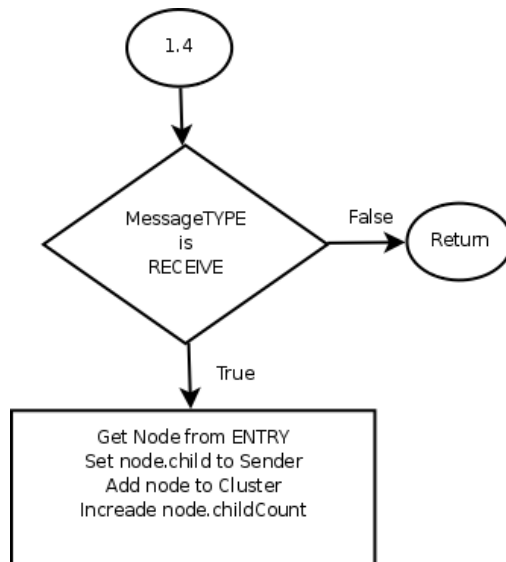 1.4
MessageTYPE
is
RECEIVE
False
Return
True
Get Node from ENTRY
Set node.child to Sender
Add node to Cluster
Increade node.childCount